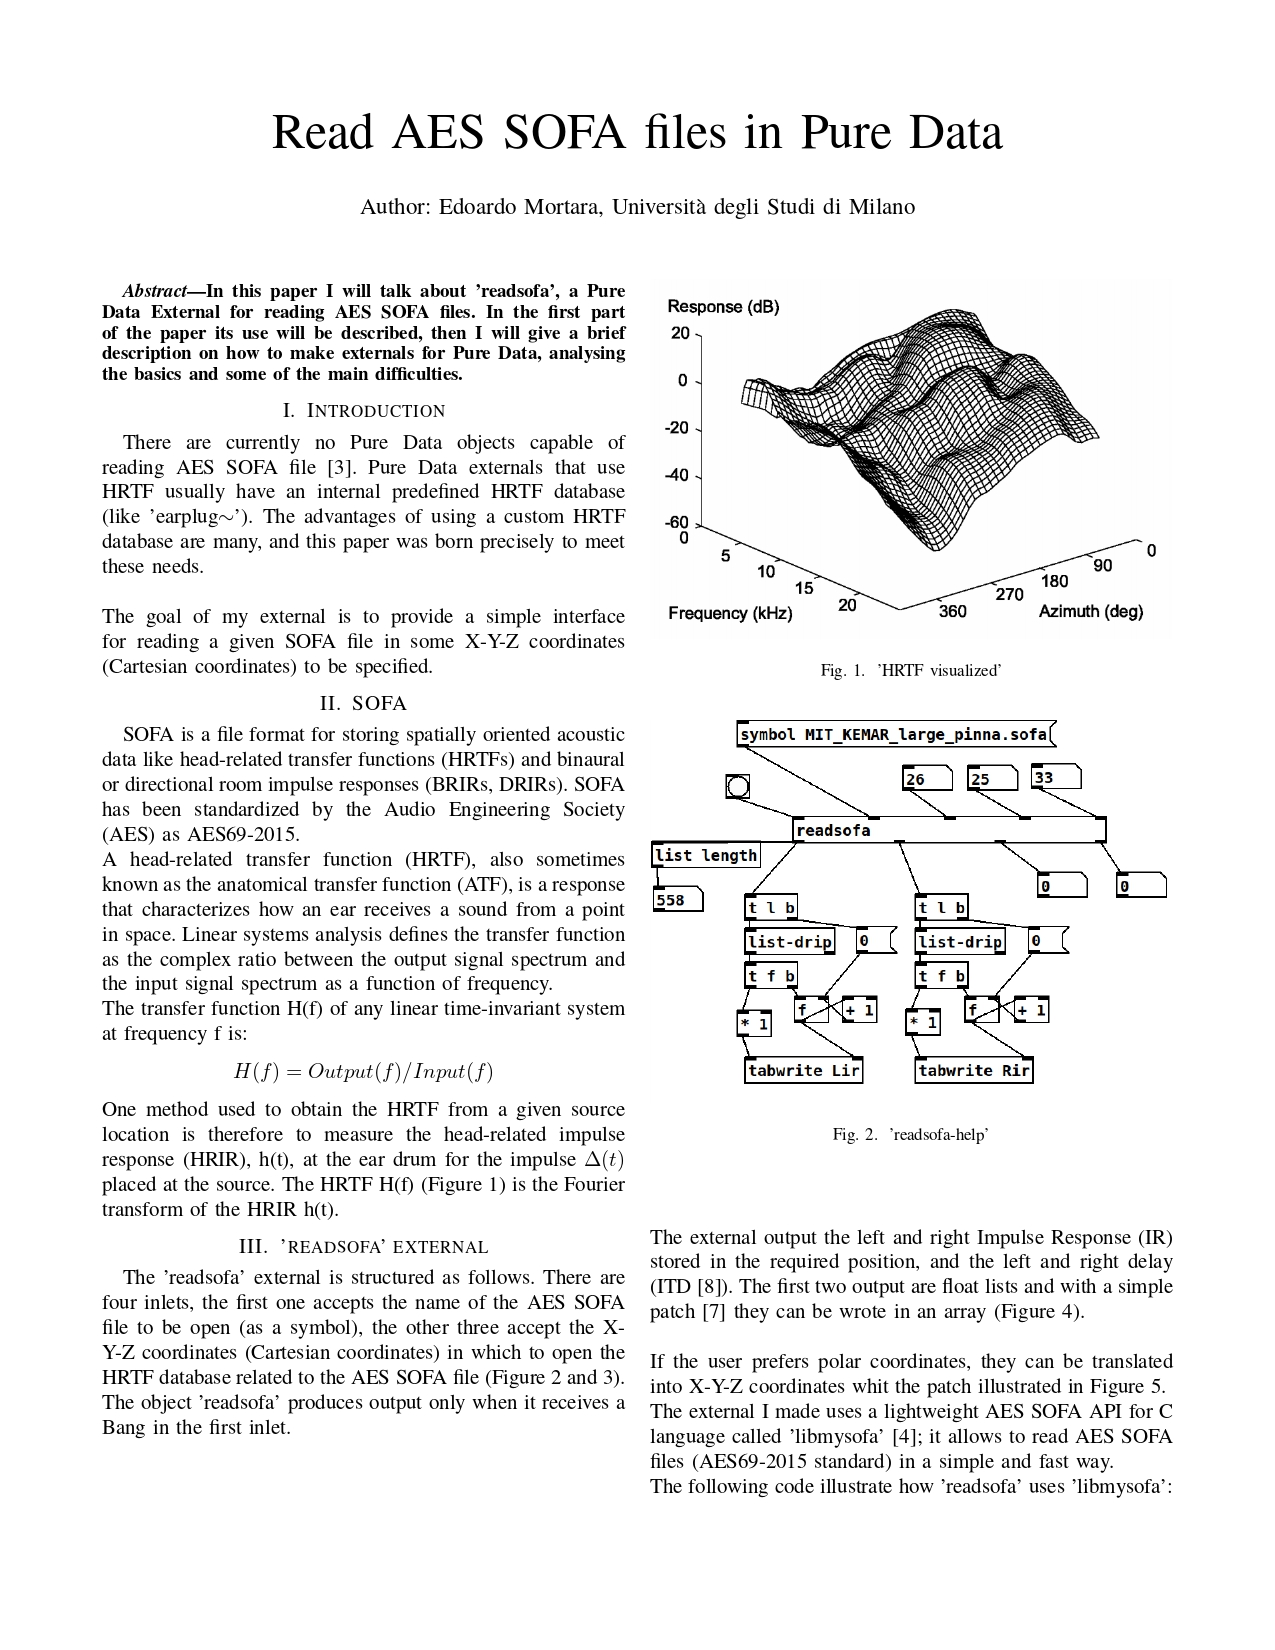 Read AES SOFA files in Pure Data
Author: Edoardo Mortara, Università degli Studi di Milano
Abstract—In this paper I will talk about ’readsofa’, a Pure
Data External for reading AES SOFA files. In the first part
of the paper its use will be described, then I will give a brief
description on how to make externals for Pure Data, analysing
the basics and some of the main difficulties.
I. INTRODUCTION
There are currently no Pure Data objects capable of
reading AES SOFA file [3]. Pure Data externals that use
HRTF usually have an internal predefined HRTF database
(like ’earplug∼’). The advantages of using a custom HRTF
database are many, and this paper was born precisely to meet
these needs.
The goal of my external is to provide a simple interface
for reading a given SOFA file in some X-Y-Z coordinates
(Cartesian coordinates) to be specified.
II. SOFA
SOFA is a file format for storing spatially oriented acoustic
data like head-related transfer functions (HRTFs) and binaural
or directional room impulse responses (BRIRs, DRIRs). SOFA
has been standardized by the Audio Engineering Society
(AES) as AES69-2015.
A head-related transfer function (HRTF), also sometimes
known as the anatomical transfer function (ATF), is a response
that characterizes how an ear receives a sound from a point
in space. Linear systems analysis defines the transfer function
as the complex ratio between the output signal spectrum and
the input signal spectrum as a function of frequency.
The transfer function H(f) of any linear time-invariant system
at frequency f is:
H(f) = Output(f)/Input(f)
One method used to obtain the HRTF from a given source
location is therefore to measure the head-related impulse
response (HRIR), h(t), at the ear drum for the impulse Δ(t)
placed at the source. The HRTF H(f) (Figure 1) is the Fourier
transform of the HRIR h(t).
III. ’READSOFA’ EXTERNAL
The ’readsofa’ external is structured as follows. There are
four inlets, the first one accepts the name of the AES SOFA
file to be open (as a symbol), the other three accept the X-
Y-Z coordinates (Cartesian coordinates) in which to open the
HRTF database related to the AES SOFA file (Figure 2 and 3).
The object ’readsofa’ produces output only when it receives a
Bang in the first inlet.
Response (dB)
20
0
-20
-40
-60
0
5
10
15
20
Frequency (kHz)
360
270
180
90
0
Azimuth (deg)
Fig. 1. ’HRTF visualized’
symbol MIT_KEMAR_large_pinna.sofa
26 25 33
readsofa
list length
558
0 0
t l b t l b
list-drip 0 list-drip 0
t f b t f b
* 1 f + 1 * 1 f + 1
tabwrite Lir tabwrite Rir
Fig. 2. ’readsofa-help’
The external output the left and right Impulse Response (IR)
stored in the required position, and the left and right delay
(ITD [8]). The first two output are float lists and with a simple
patch [7] they can be wrote in an array (Figure 4).
If the user prefers polar coordinates, they can be translated
into X-Y-Z coordinates whit the patch illustrated in Figure 5.
The external I made uses a lightweight AES SOFA API for C
language called ’libmysofa’ [4]; it allows to read AES SOFA
files (AES69-2015 standard) in a simple and fast way.
The following code illustrate how ’readsofa’ uses ’libmysofa’: